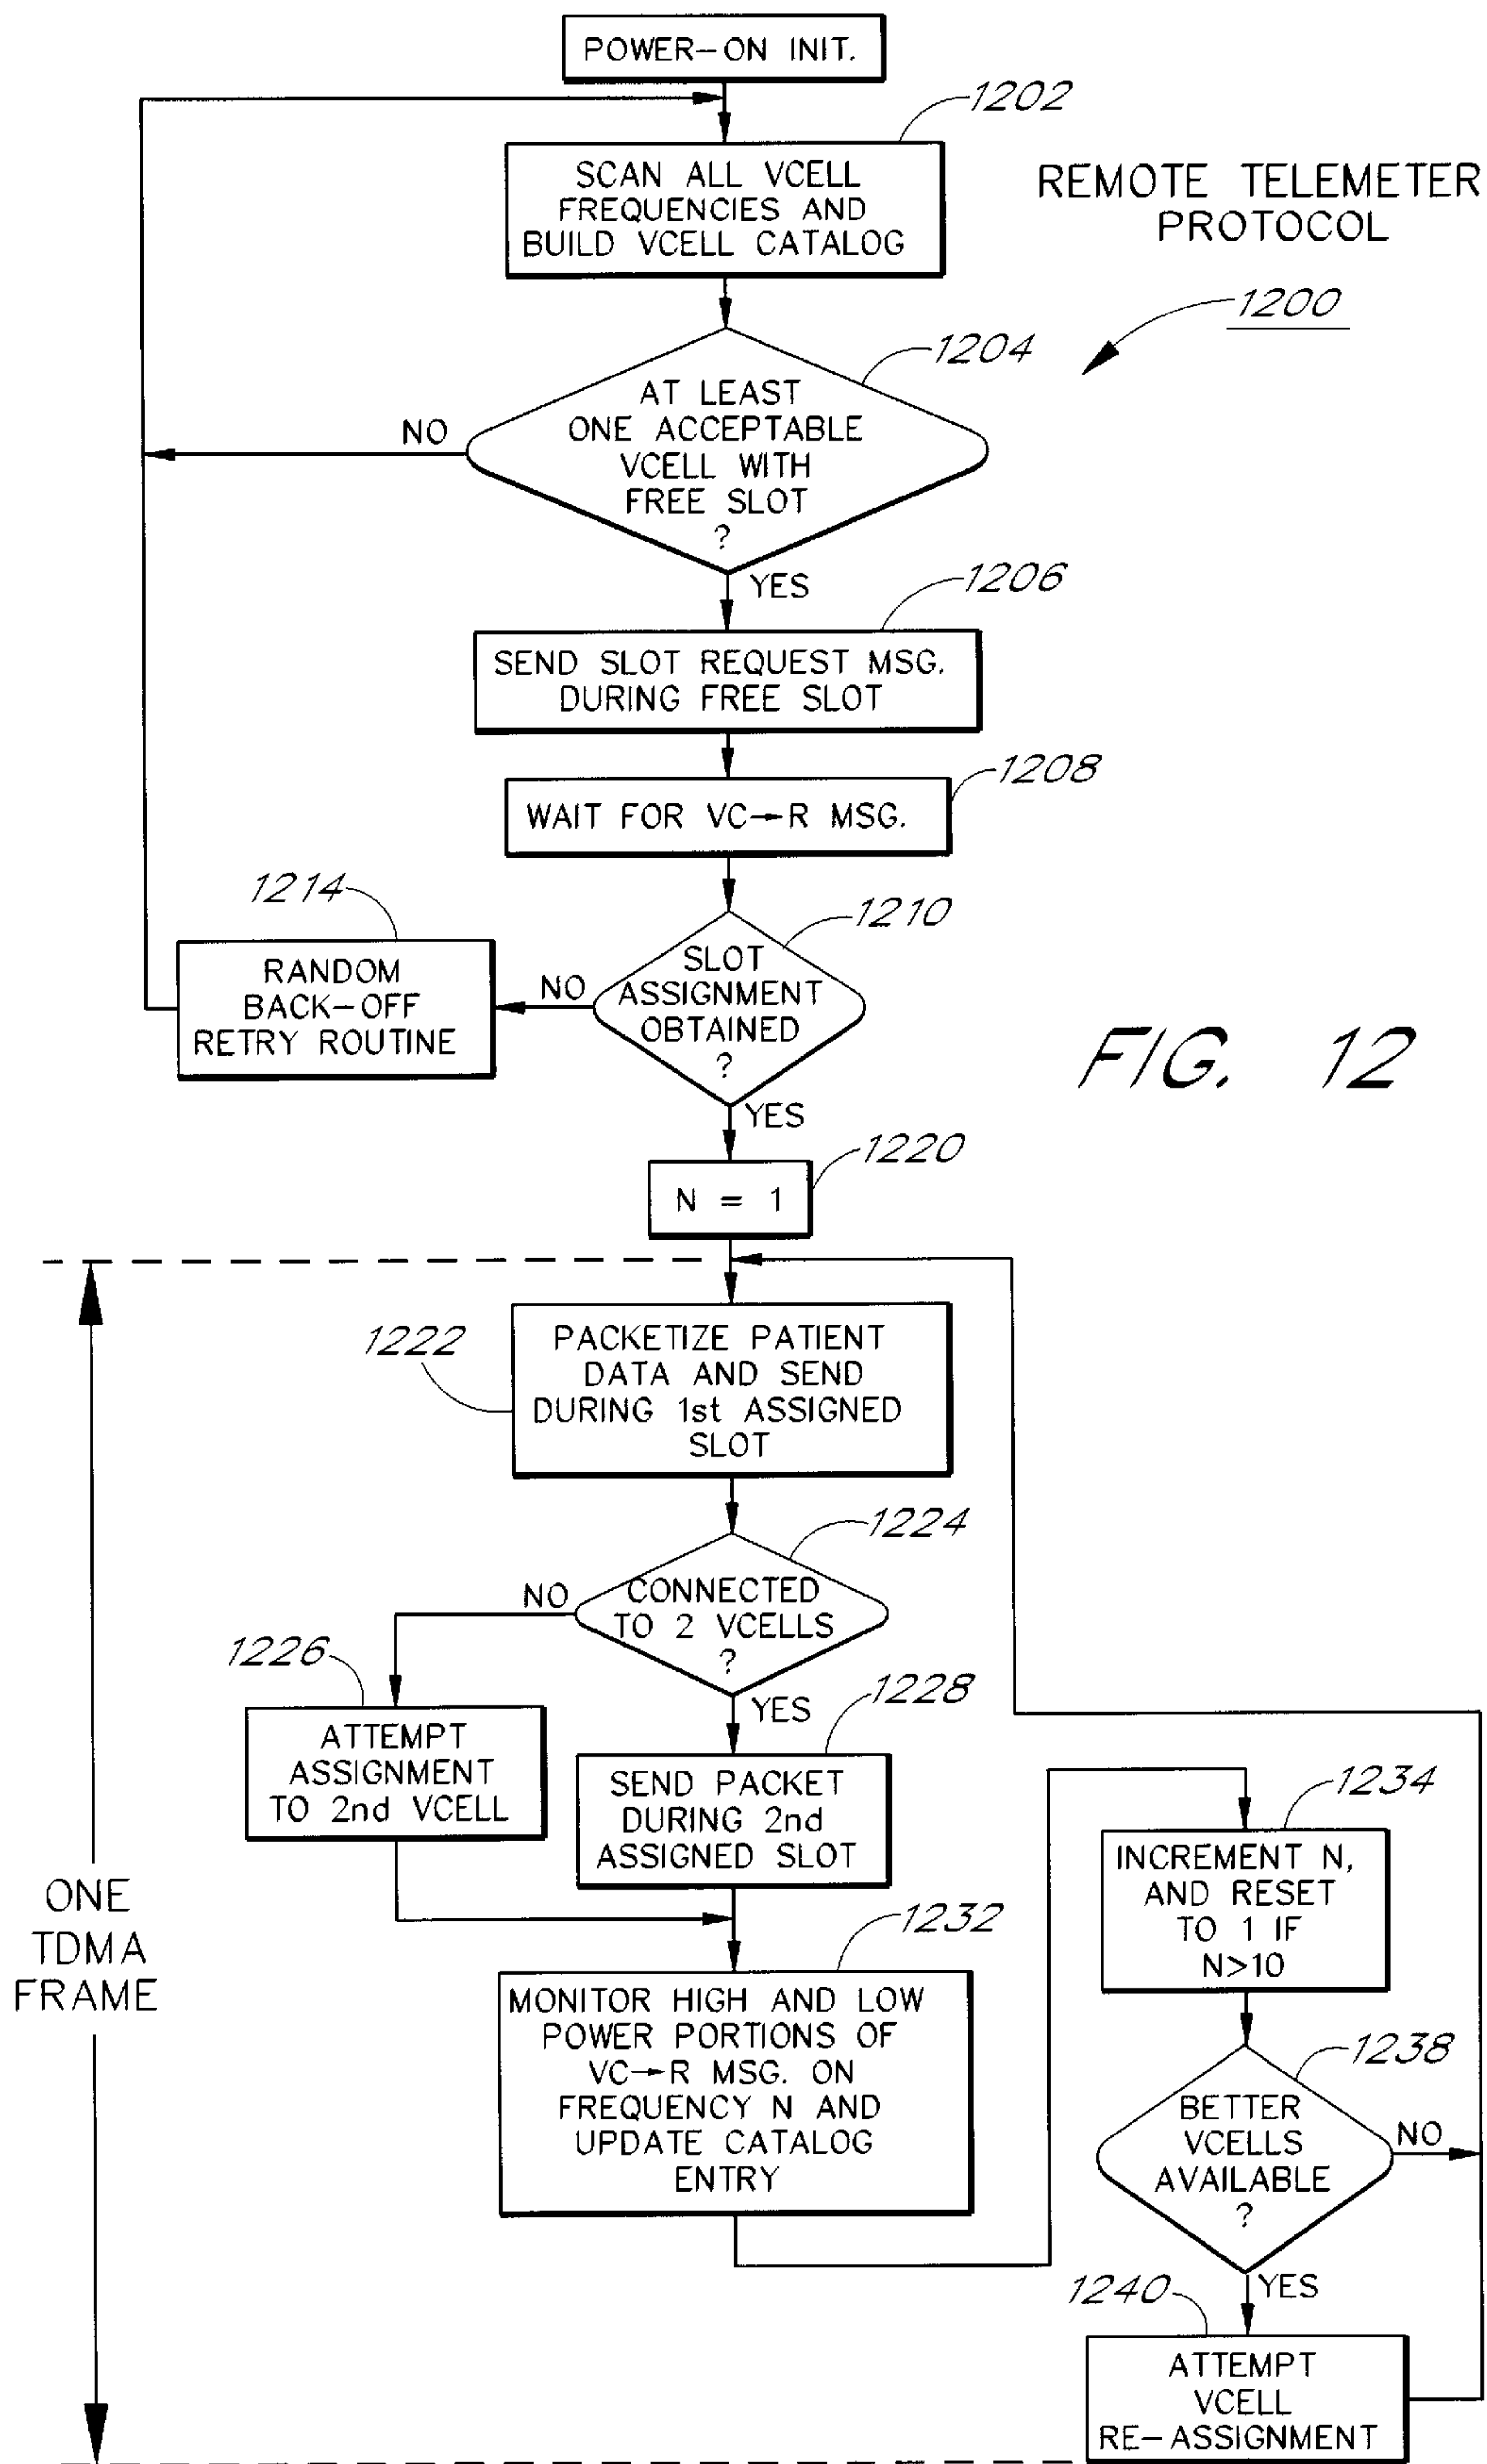 POWER-ON INIT.
1202
SCAN ALL VCELL
FREQUENCIES AND
BUILD VCELL CATALOG
REMOTE TELEMETER
PROTOCOL
1200
1204
AT LEAST
ONE ACCEPTABLE
VCELL WITH
FREE SLOT
?
NO
YES
1206
SEND SLOT REQUEST MSG.
DURING FREE SLOT
1208
WAIT FOR VC→R MSG.
1214
1210
RANDOM
BACK-OFF
RETRY ROUTINE
NO
SLOT
ASSIGNMENT
OBTAINED
?
FIG. 12
YES
1220
N = 1
1222
PACKETIZE PATIENT
DATA AND SEND
DURING 1st ASSIGNED
SLOT
1224
NO
CONNECTED
TO 2 VCELLS
?
1226
YES
1228
ATTEMPT
ASSIGNMENT
TO 2nd VCELL
SEND PACKET
DURING 2nd
ASSIGNED SLOT
1234
INCREMENT N,
AND RESET
TO 1 IF
N>10
ONE
TDMA
FRAME
1232
MONITOR HIGH AND LOW
POWER PORTIONS OF
VC→R MSG. ON
FREQUENCY N AND
UPDATE CATALOG
ENTRY
1238
BETTER
VCELLS
AVAILABLE
?
NO
YES
1240
ATTEMPT
VCELL
RE-ASSIGNMENT